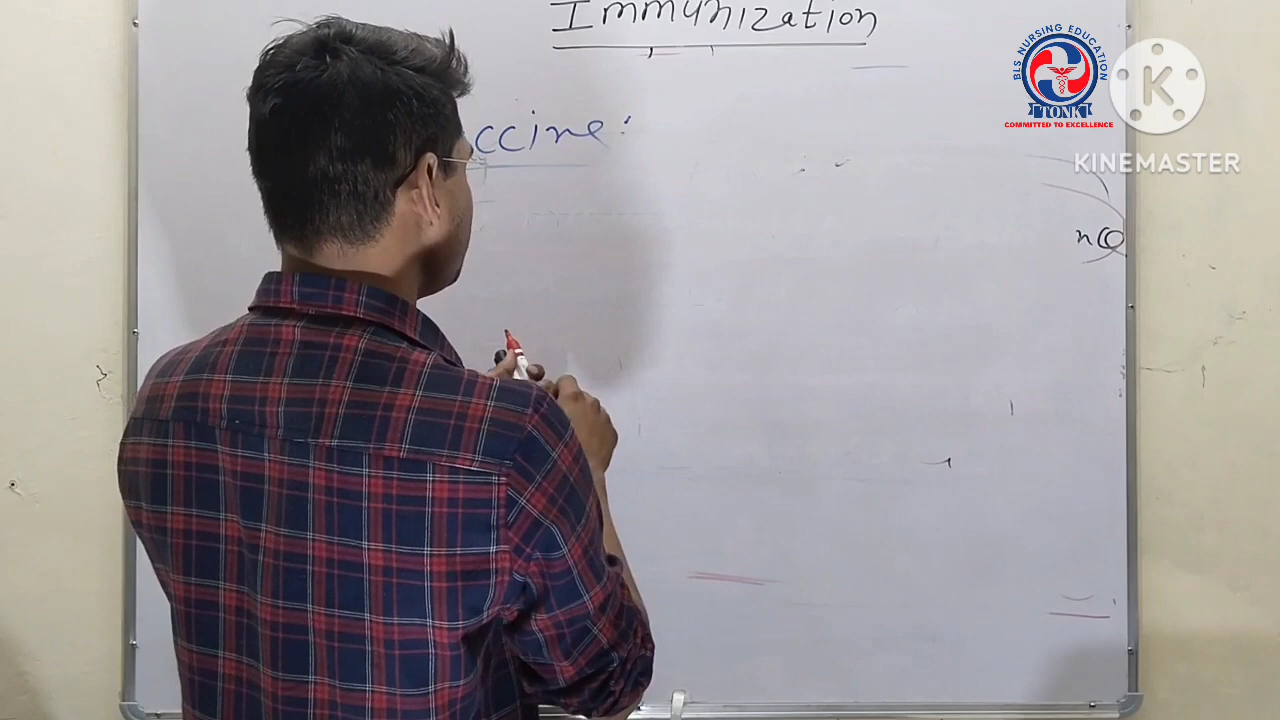 Immunization
BLS NURSING EDUCATION
TONK
COMMITTED TO EXCELLENCE
K
KINEMASTER
ccine: